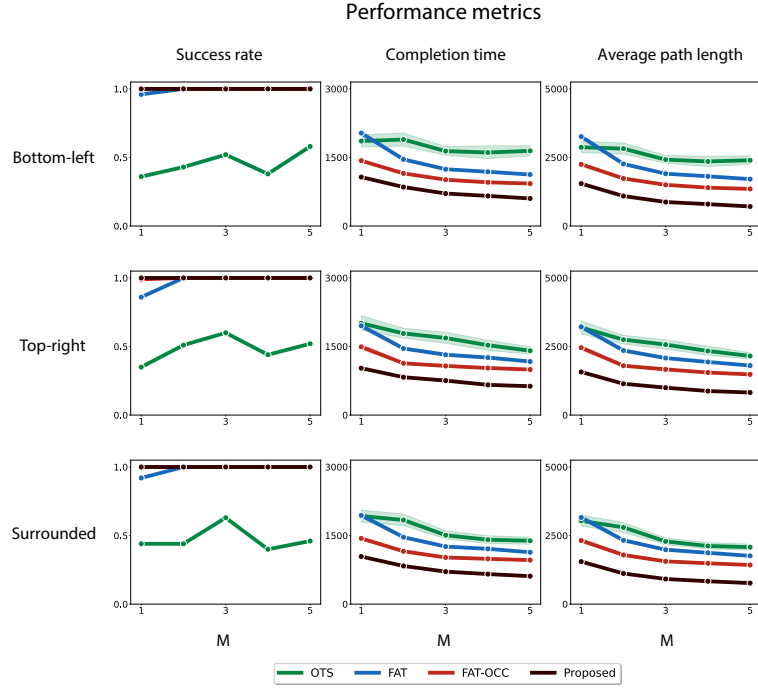 Performance metrics
Success rate Completion time Average path length
Bottom-left
1.0 0.5 0.0 1 3 5
3000 1500 0 1 3 5
5000 2500 0 1 3 5
Top-right
1.0 0.5 0.0 1 3 5
3000 1500 0 1 3 5
5000 2500 0 1 3 5
Surrounded
1.0 0.5 0.0 1 3 5
3000 1500 0 1 3 5
5000 2500 0 1 3 5
M M M
OTS FAT FAT-OCC Proposed